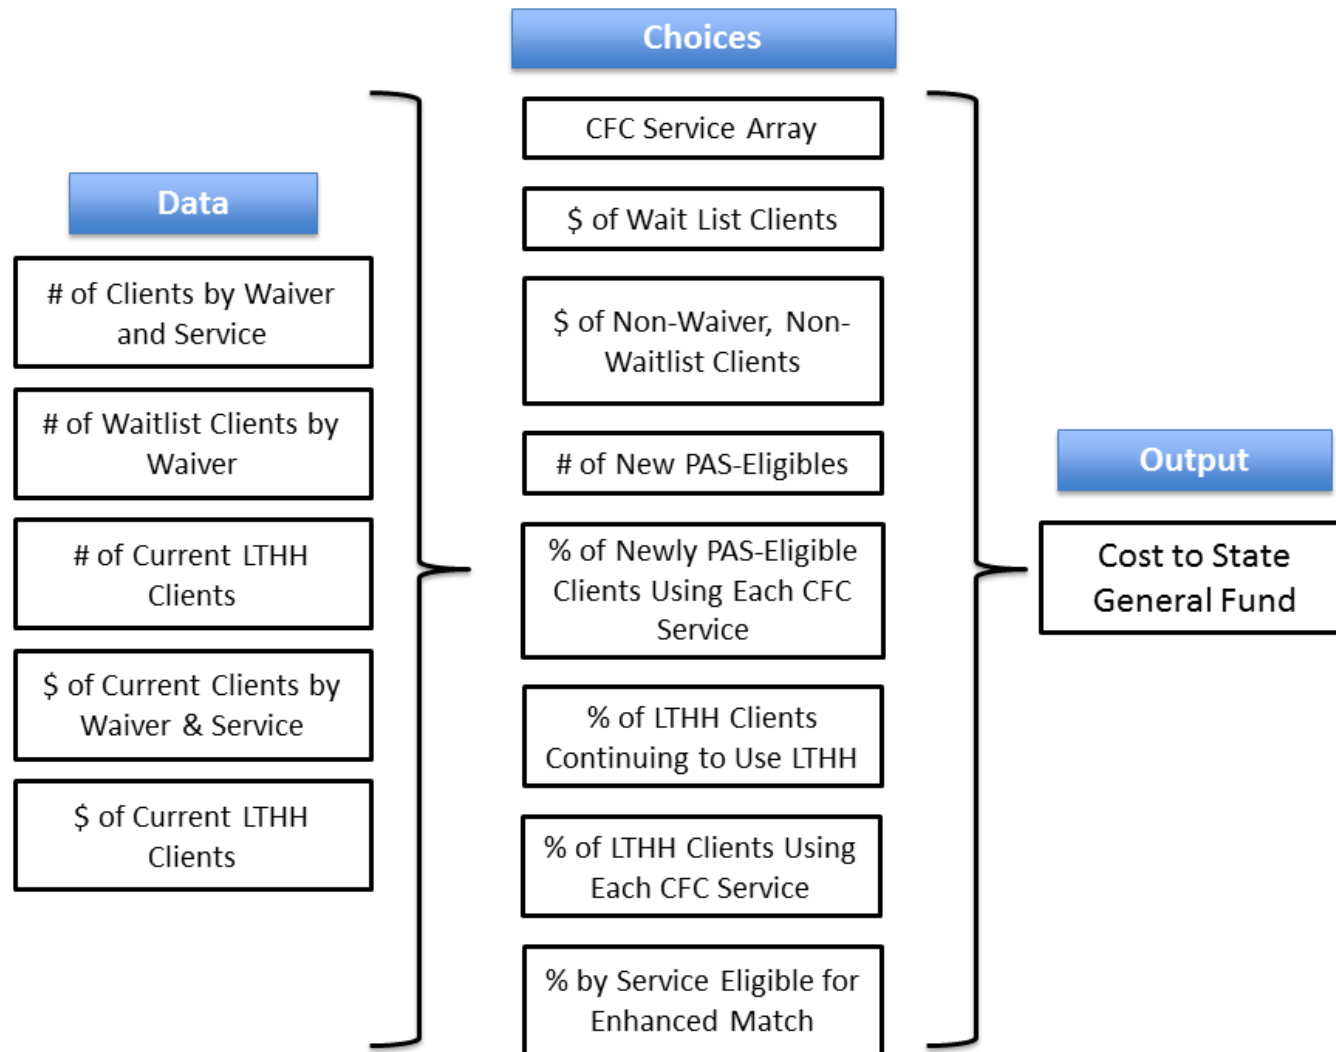 Data
# of Clients by Waiver
and Service
# of Waitlist Clients by
Waiver
# of Current LTHH
Clients
$ of Current Clients by
Waiver & Service
$ of Current LTHH
Clients
Choices
CFC Service Array
$ of Wait List Clients
$ of Non-Waiver, Non-
Waitlist Clients
# of New PAS-Eligibles
% of Newly PAS-Eligible
Clients Using Each CFC
Service
% of LTHH Clients
Continuing to Use LTHH
% of LTHH Clients Using
Each CFC Service
% by Service Eligible for
Enhanced Match
Output
Cost to State
General Fund